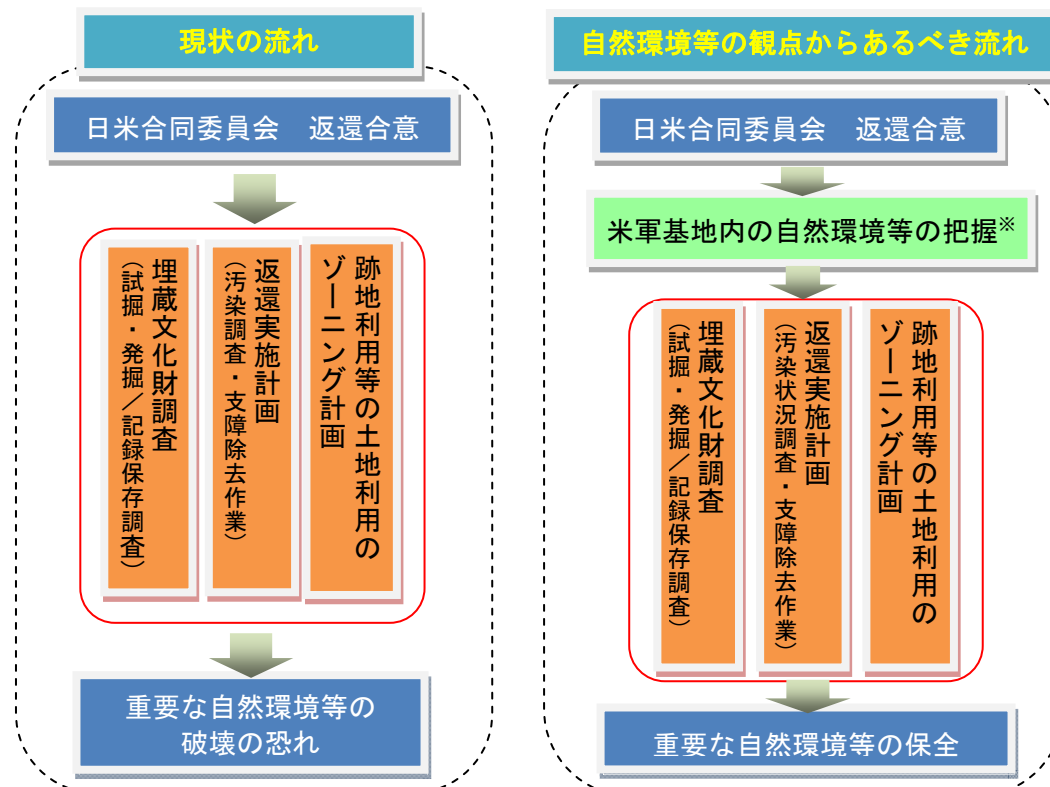 現状の流れ
日米合同委員会　返還合意
跡地利用等の土地利用の
ゾーニング計画
返還実施計画
（汚染調査・支障除去作業）
埋蔵文化財調査
（試掘・発掘／記録保存調査）
重要な自然環境等の
破壊の恐れ
自然環境等の観点からあるべき流れ
日米合同委員会　返還合意
米軍基地内の自然環境等の把握※
跡地利用等の土地利用の
ゾーニング計画
返還実施計画
（汚染状況調査・支障除去作業）
埋蔵文化財調査
（試掘・発掘／記録保存調査）
重要な自然環境等の保全